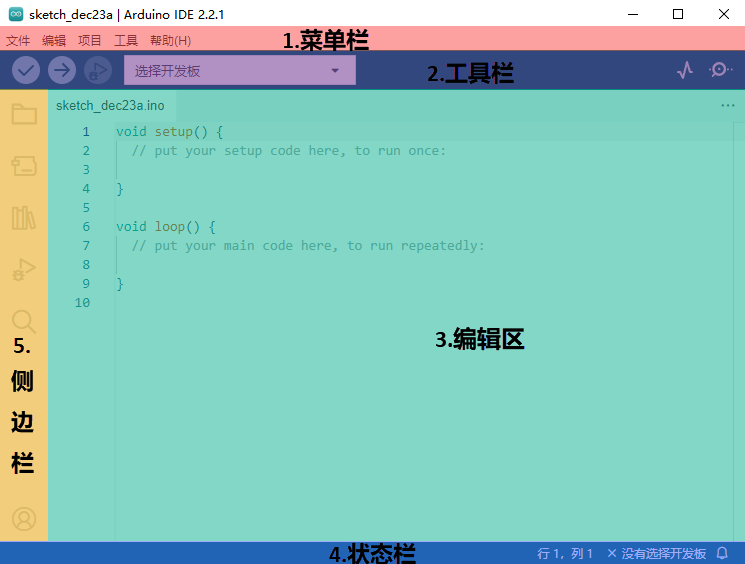 sketch_dec23a | Arduino IDE 2.2.1
文件 编辑 项目 工具 帮助(H)
1.菜单栏
选择开发板
2.工具栏
sketch_dec23a.ino
1 void setup() {
2 // put your setup code here, to run once:
3
4 }
5
6 void loop() {
7 // put your main code here, to run repeatedly:
8
9 }
10
3.编辑区
5.
侧
边
栏
4.状态栏
行 1，列 1 × 没有选择开发板